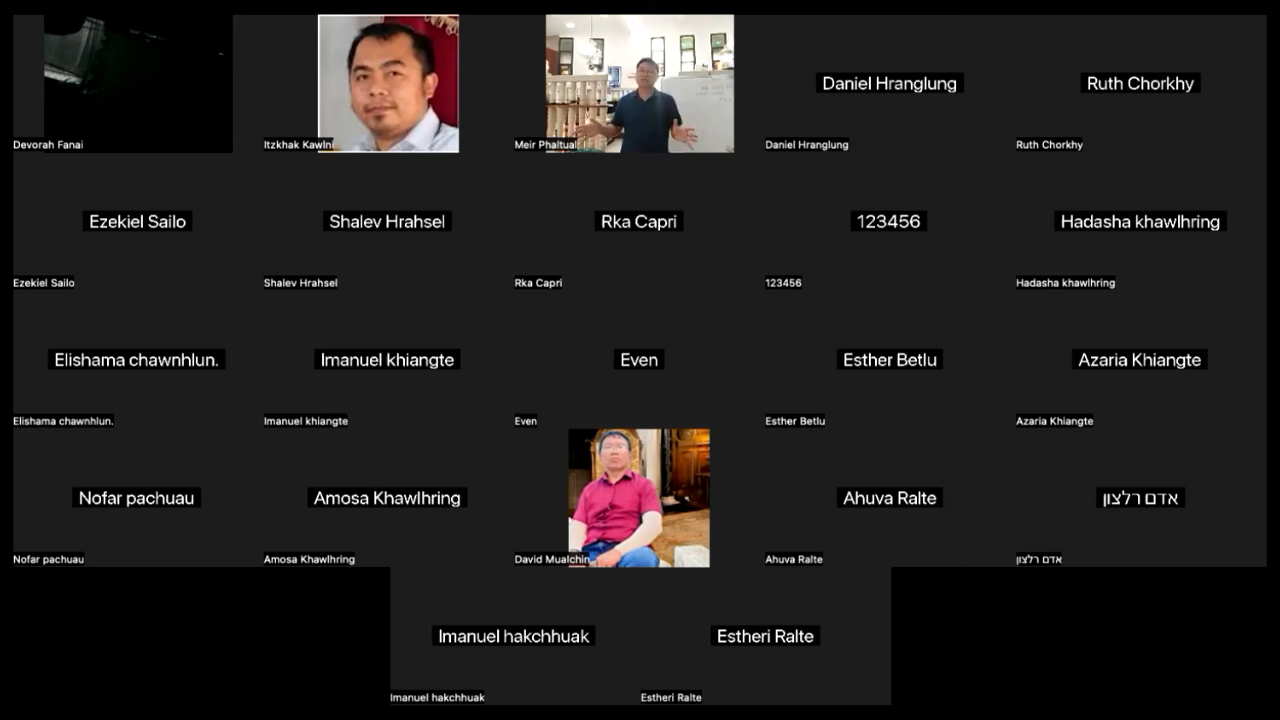 Devorah Fanai
Itzkhak Kawlni
Meir Phaltual
Daniel Hranglung
Daniel Hranglung
Ruth Chorkhy
Ruth Chorkhy
Ezekiel Sailo
Ezekiel Sailo
Shalev Hrahsel
Shalev Hrahsel
Rka Capri
Rka Capri
123456
123456
Hadasha khawlhring
Hadasha khawlhring
Elishama chawnhlun.
Elishama chawnhlun.
Imanuel khiangte
Imanuel khiangte
Even
Even
Esther Betlu
Esther Betlu
Azaria Khiangte
Azaria Khiangte
Nofar pachuau
Nofar pachuau
Amosa Khawlhring
Amosa Khawlhring
David Mualchin
Ahuva Ralte
Ahuva Ralte
אדם רלצון
אדם רלצון
Imanuel hakchhuak
Imanuel hakchhuak
Estheri Ralte
Estheri Ralte